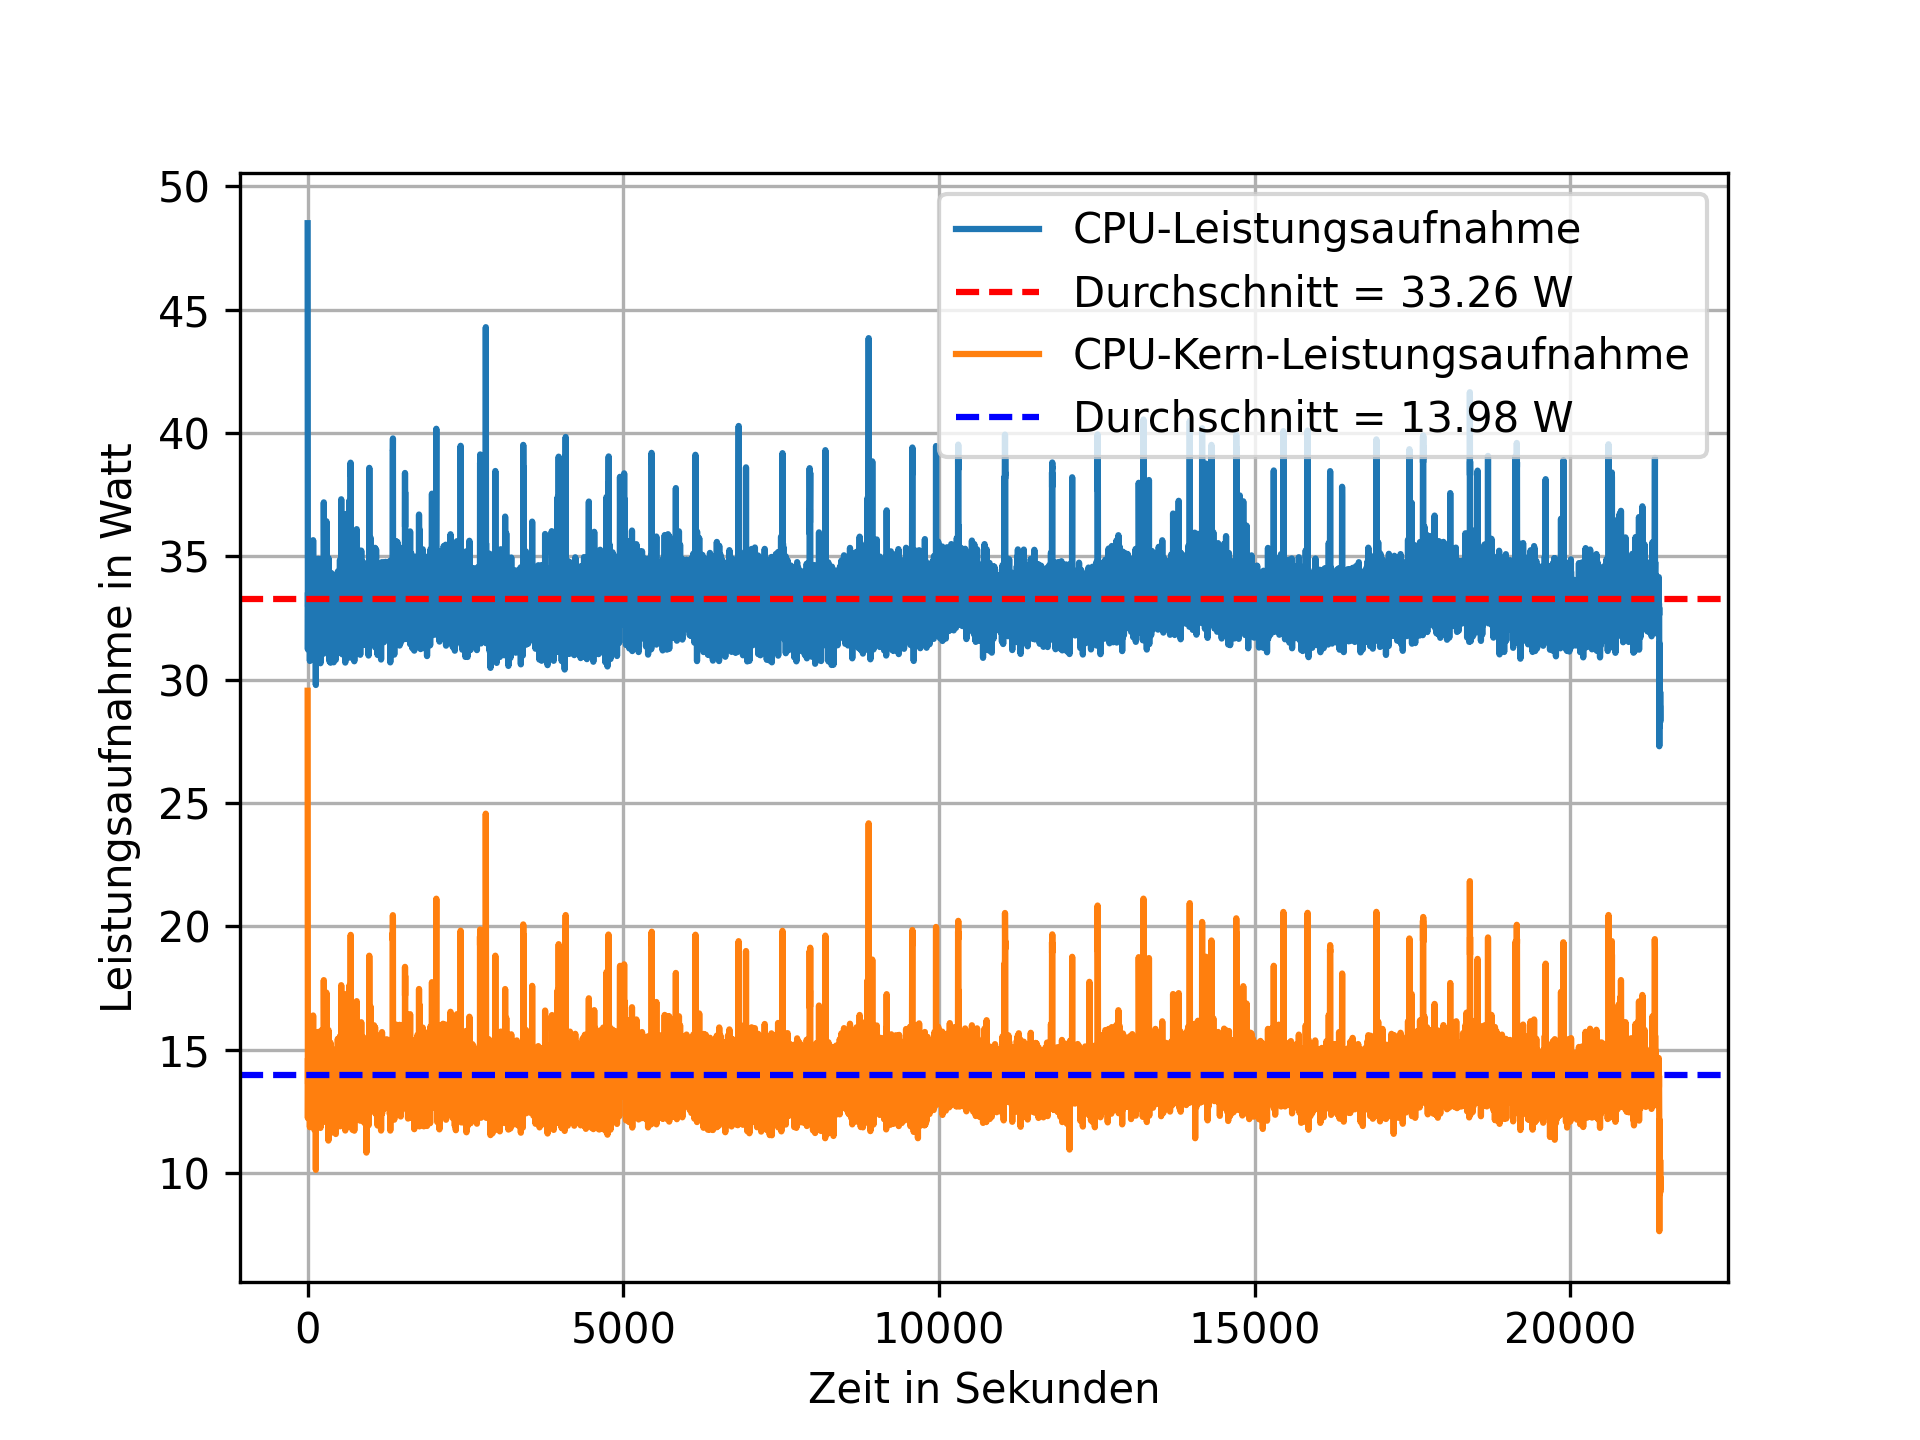 CPU-Leistungsaufnahme
Durchschnitt = 33.26 W
CPU-Kern-Leistungsaufnahme
Durchschnitt = 13.98 W
Leistungsaufnahme in Watt
50
45
40
35
30
25
20
15
10
0 5000 10000 15000 20000
Zeit in Sekunden